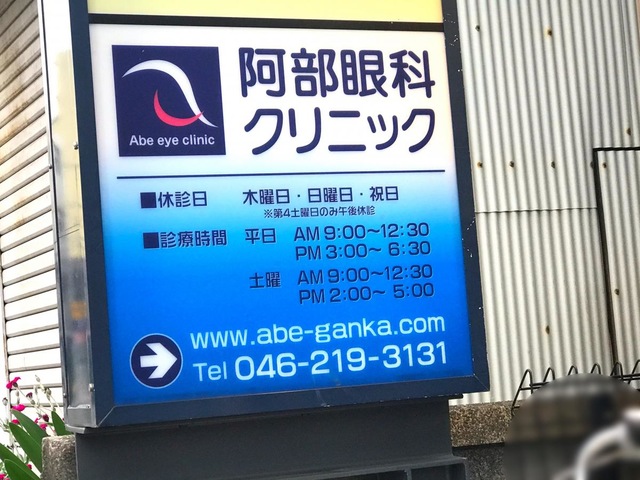 阿部眼科
クリニック
Abe eye clinic
■休診日 木曜日・日曜日・祝日
※第4土曜日のみ午後休診
■診療時間 平日 AM 9:00～12:30
PM 3:00～ 6:30
土曜 AM 9:00～12:30
PM 2:00～ 5:00
www.abe-ganka.com
Tel 046-219-3131